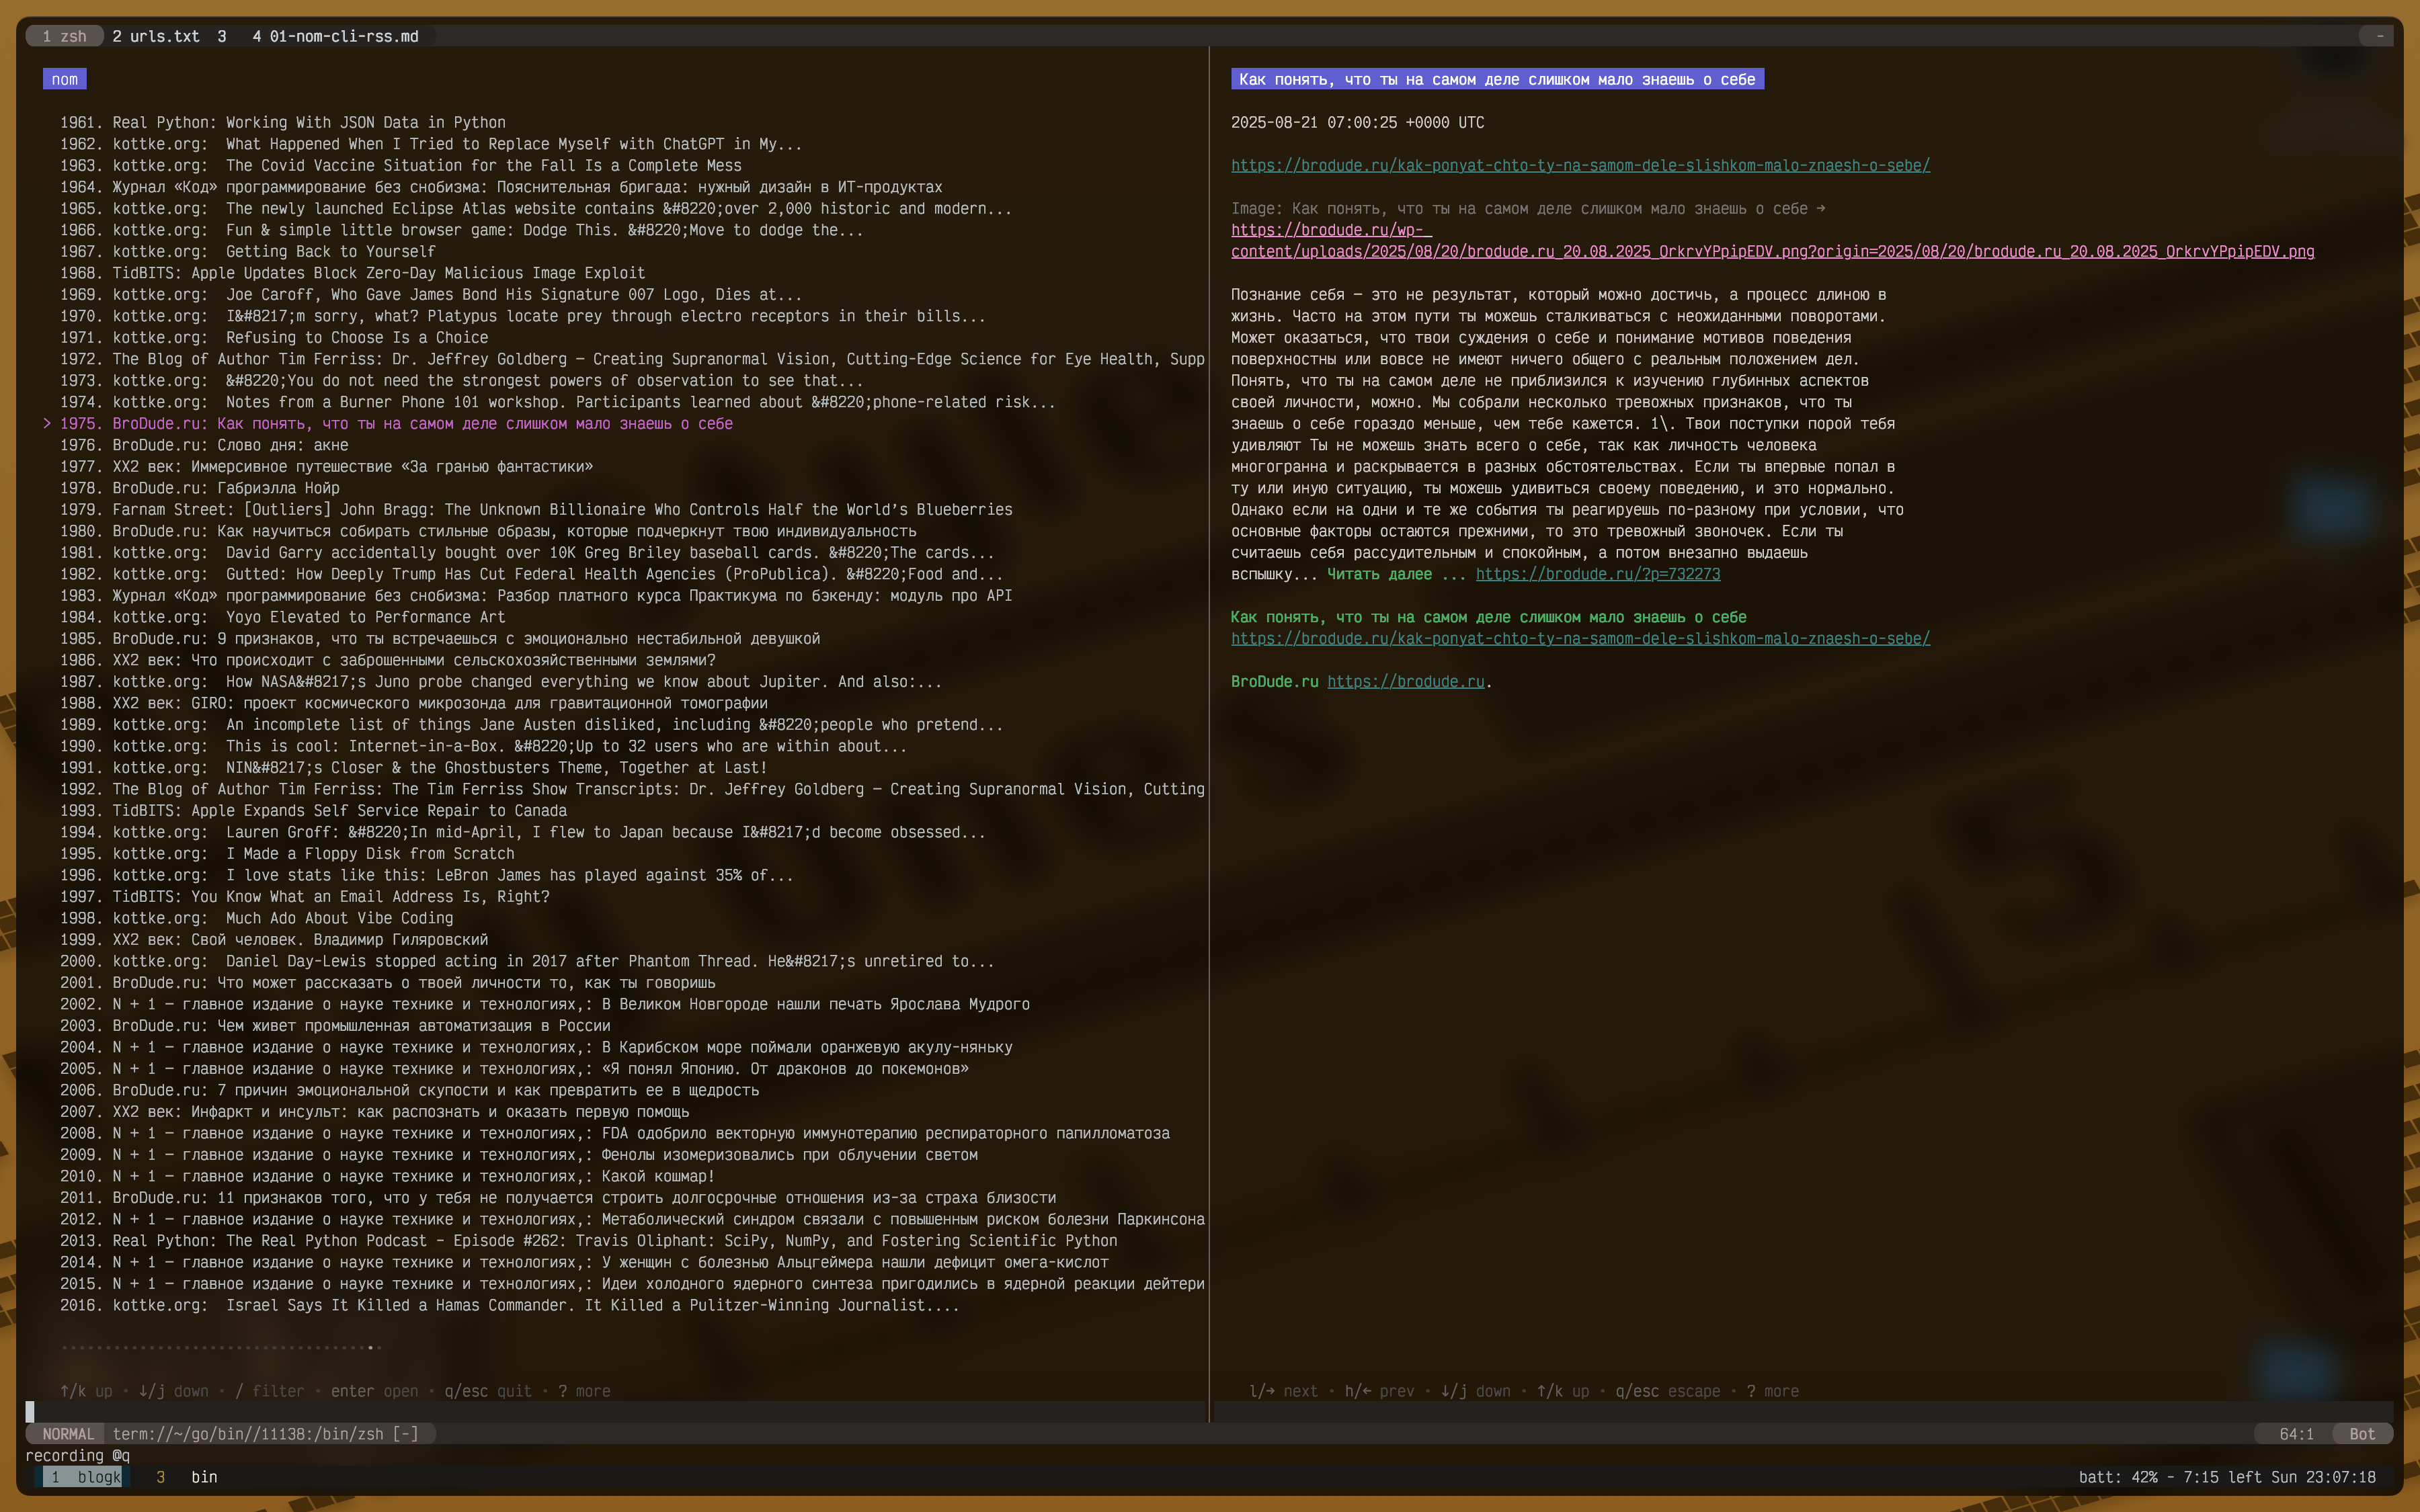 1 zsh  2 urls.txt  3   4 01-nom-cli-rss.md  -
nom
1961. Real Python: Working With JSON Data in Python
1962. kottke.org:  What Happened When I Tried to Replace Myself with ChatGPT in My...
1963. kottke.org:  The Covid Vaccine Situation for the Fall Is a Complete Mess
1964. Журнал «Код» программирование без снобизма: Пояснительная бригада: нужный дизайн в ИТ-продуктах
1965. kottke.org:  The newly launched Eclipse Atlas website contains &#8220;over 2,000 historic and modern...
1966. kottke.org:  Fun & simple little browser game: Dodge This. &#8220;Move to dodge the...
1967. kottke.org:  Getting Back to Yourself
1968. TidBITS: Apple Updates Block Zero-Day Malicious Image Exploit
1969. kottke.org:  Joe Caroff, Who Gave James Bond His Signature 007 Logo, Dies at...
1970. kottke.org:  I&#8217;m sorry, what? Platypus locate prey through electro receptors in their bills...
1971. kottke.org:  Refusing to Choose Is a Choice
1972. The Blog of Author Tim Ferriss: Dr. Jeffrey Goldberg — Creating Supranormal Vision, Cutting-Edge Science for Eye Health, Supp
1973. kottke.org:  &#8220;You do not need the strongest powers of observation to see that...
1974. kottke.org:  Notes from a Burner Phone 101 workshop. Participants learned about &#8220;phone-related risk...
> 1975. BroDude.ru: Как понять, что ты на самом деле слишком мало знаешь о себе
1976. BroDude.ru: Слово дня: акне
1977. XX2 век: Иммерсивное путешествие «За гранью фантастики»
1978. BroDude.ru: Габриэлла Нойр
1979. Farnam Street: [Outliers] John Bragg: The Unknown Billionaire Who Controls Half the World’s Blueberries
1980. BroDude.ru: Как научиться собирать стильные образы, которые подчеркнут твою индивидуальность
1981. kottke.org:  David Garry accidentally bought over 10K Greg Briley baseball cards. &#8220;The cards...
1982. kottke.org:  Gutted: How Deeply Trump Has Cut Federal Health Agencies (ProPublica). &#8220;Food and...
1983. Журнал «Код» программирование без снобизма: Разбор платного курса Практикума по бэкенду: модуль про API
1984. kottke.org:  Yoyo Elevated to Performance Art
1985. BroDude.ru: 9 признаков, что ты встречаешься с эмоционально нестабильной девушкой
1986. XX2 век: Что происходит с заброшенными сельскохозяйственными землями?
1987. kottke.org:  How NASA&#8217;s Juno probe changed everything we know about Jupiter. And also:...
1988. XX2 век: GIRO: проект космического микрозонда для гравитационной томографии
1989. kottke.org:  An incomplete list of things Jane Austen disliked, including &#8220;people who pretend...
1990. kottke.org:  This is cool: Internet-in-a-Box. &#8220;Up to 32 users who are within about...
1991. kottke.org:  NIN&#8217;s Closer & the Ghostbusters Theme, Together at Last!
1992. The Blog of Author Tim Ferriss: The Tim Ferriss Show Transcripts: Dr. Jeffrey Goldberg — Creating Supranormal Vision, Cutting
1993. TidBITS: Apple Expands Self Service Repair to Canada
1994. kottke.org:  Lauren Groff: &#8220;In mid-April, I flew to Japan because I&#8217;d become obsessed...
1995. kottke.org:  I Made a Floppy Disk from Scratch
1996. kottke.org:  I love stats like this: LeBron James has played against 35% of...
1997. TidBITS: You Know What an Email Address Is, Right?
1998. kottke.org:  Much Ado About Vibe Coding
1999. XX2 век: Свой человек. Владимир Гиляровский
2000. kottke.org:  Daniel Day-Lewis stopped acting in 2017 after Phantom Thread. He&#8217;s unretired to...
2001. BroDude.ru: Что может рассказать о твоей личности то, как ты говоришь
2002. N + 1 — главное издание о науке технике и технологиях,: В Великом Новгороде нашли печать Ярослава Мудрого
2003. BroDude.ru: Чем живет промышленная автоматизация в России
2004. N + 1 — главное издание о науке технике и технологиях,: В Карибском море поймали оранжевую акулу-няньку
2005. N + 1 — главное издание о науке технике и технологиях,: «Я понял Японию. От драконов до покемонов»
2006. BroDude.ru: 7 причин эмоциональной скупости и как превратить ее в щедрость
2007. XX2 век: Инфаркт и инсульт: как распознать и оказать первую помощь
2008. N + 1 — главное издание о науке технике и технологиях,: FDA одобрило векторную иммунотерапию респираторного папилломатоза
2009. N + 1 — главное издание о науке технике и технологиях,: Фенолы изомеризовались при облучении светом
2010. N + 1 — главное издание о науке технике и технологиях,: Какой кошмар!
2011. BroDude.ru: 11 признаков того, что у тебя не получается строить долгосрочные отношения из-за страха близости
2012. N + 1 — главное издание о науке технике и технологиях,: Метаболический синдром связали с повышенным риском болезни Паркинсона
2013. Real Python: The Real Python Podcast – Episode #262: Travis Oliphant: SciPy, NumPy, and Fostering Scientific Python
2014. N + 1 — главное издание о науке технике и технологиях,: У женщин с болезнью Альцгеймера нашли дефицит омега-кислот
2015. N + 1 — главное издание о науке технике и технологиях,: Идеи холодного ядерного синтеза пригодились в ядерной реакции дейтери
2016. kottke.org:  Israel Says It Killed a Hamas Commander. It Killed a Pulitzer-Winning Journalist....
↑/k up • ↓/j down • / filter • enter open • q/esc quit • ? more
Как понять, что ты на самом деле слишком мало знаешь о себе
2025-08-21 07:00:25 +0000 UTC
https://brodude.ru/kak-ponyat-chto-ty-na-samom-dele-slishkom-malo-znaesh-o-sebe/
Image: Как понять, что ты на самом деле слишком мало знаешь о себе →
https://brodude.ru/wp-
content/uploads/2025/08/20/brodude.ru_20.08.2025_OrkrvYPpipEDV.png?origin=2025/08/20/brodude.ru_20.08.2025_OrkrvYPpipEDV.png
Познание себя — это не результат, который можно достичь, а процесс длиною в
жизнь. Часто на этом пути ты можешь сталкиваться с неожиданными поворотами.
Может оказаться, что твои суждения о себе и понимание мотивов поведения
поверхностны или вовсе не имеют ничего общего с реальным положением дел.
Понять, что ты на самом деле не приблизился к изучению глубинных аспектов
своей личности, можно. Мы собрали несколько тревожных признаков, что ты
знаешь о себе гораздо меньше, чем тебе кажется. 1\. Твои поступки порой тебя
удивляют Ты не можешь знать всего о себе, так как личность человека
многогранна и раскрывается в разных обстоятельствах. Если ты впервые попал в
ту или иную ситуацию, ты можешь удивиться своему поведению, и это нормально.
Однако если на одни и те же события ты реагируешь по-разному при условии, что
основные факторы остаются прежними, то это тревожный звоночек. Если ты
считаешь себя рассудительным и спокойным, а потом внезапно выдаешь
вспышку... Читать далее ... https://brodude.ru/?p=732273
Как понять, что ты на самом деле слишком мало знаешь о себе
https://brodude.ru/kak-ponyat-chto-ty-na-samom-dele-slishkom-malo-znaesh-o-sebe/
BroDude.ru https://brodude.ru.
l/→ next • h/← prev • ↓/j down • ↑/k up • q/esc escape • ? more
NORMAL  term://~/go/bin//11138:/bin/zsh [-]  64:1  Bot
recording @q
1  blogk  3  bin  batt: 42% - 7:15 left Sun 23:07:18